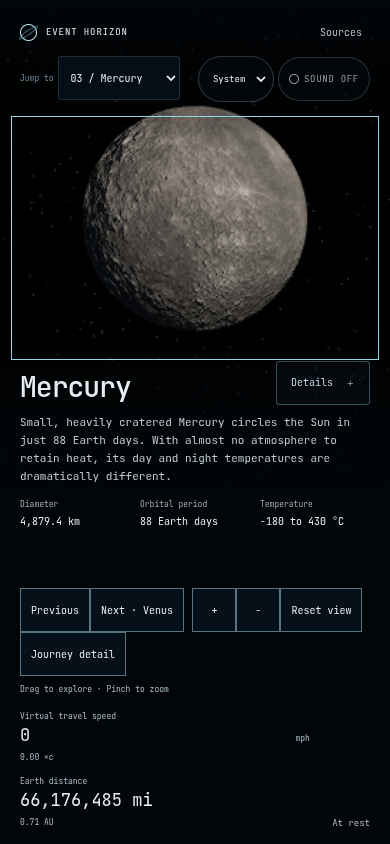 EVENT HORIZON
Sources
Jump to
03 / Mercury
System
SOUND OFF
Mercury
Details +
Small, heavily cratered Mercury circles the Sun in
just 88 Earth days. With almost no atmosphere to
retain heat, its day and night temperatures are
dramatically different.
Diameter
Orbital period
Temperature
4,879.4 km
88 Earth days
-180 to 430 °C
Previous
Next · Venus
+
-
Reset view
Journey detail
Drag to explore · Pinch to zoom
Virtual travel speed
0
mph
0.00 ×c
Earth distance
66,176,485 mi
0.71 AU
At rest